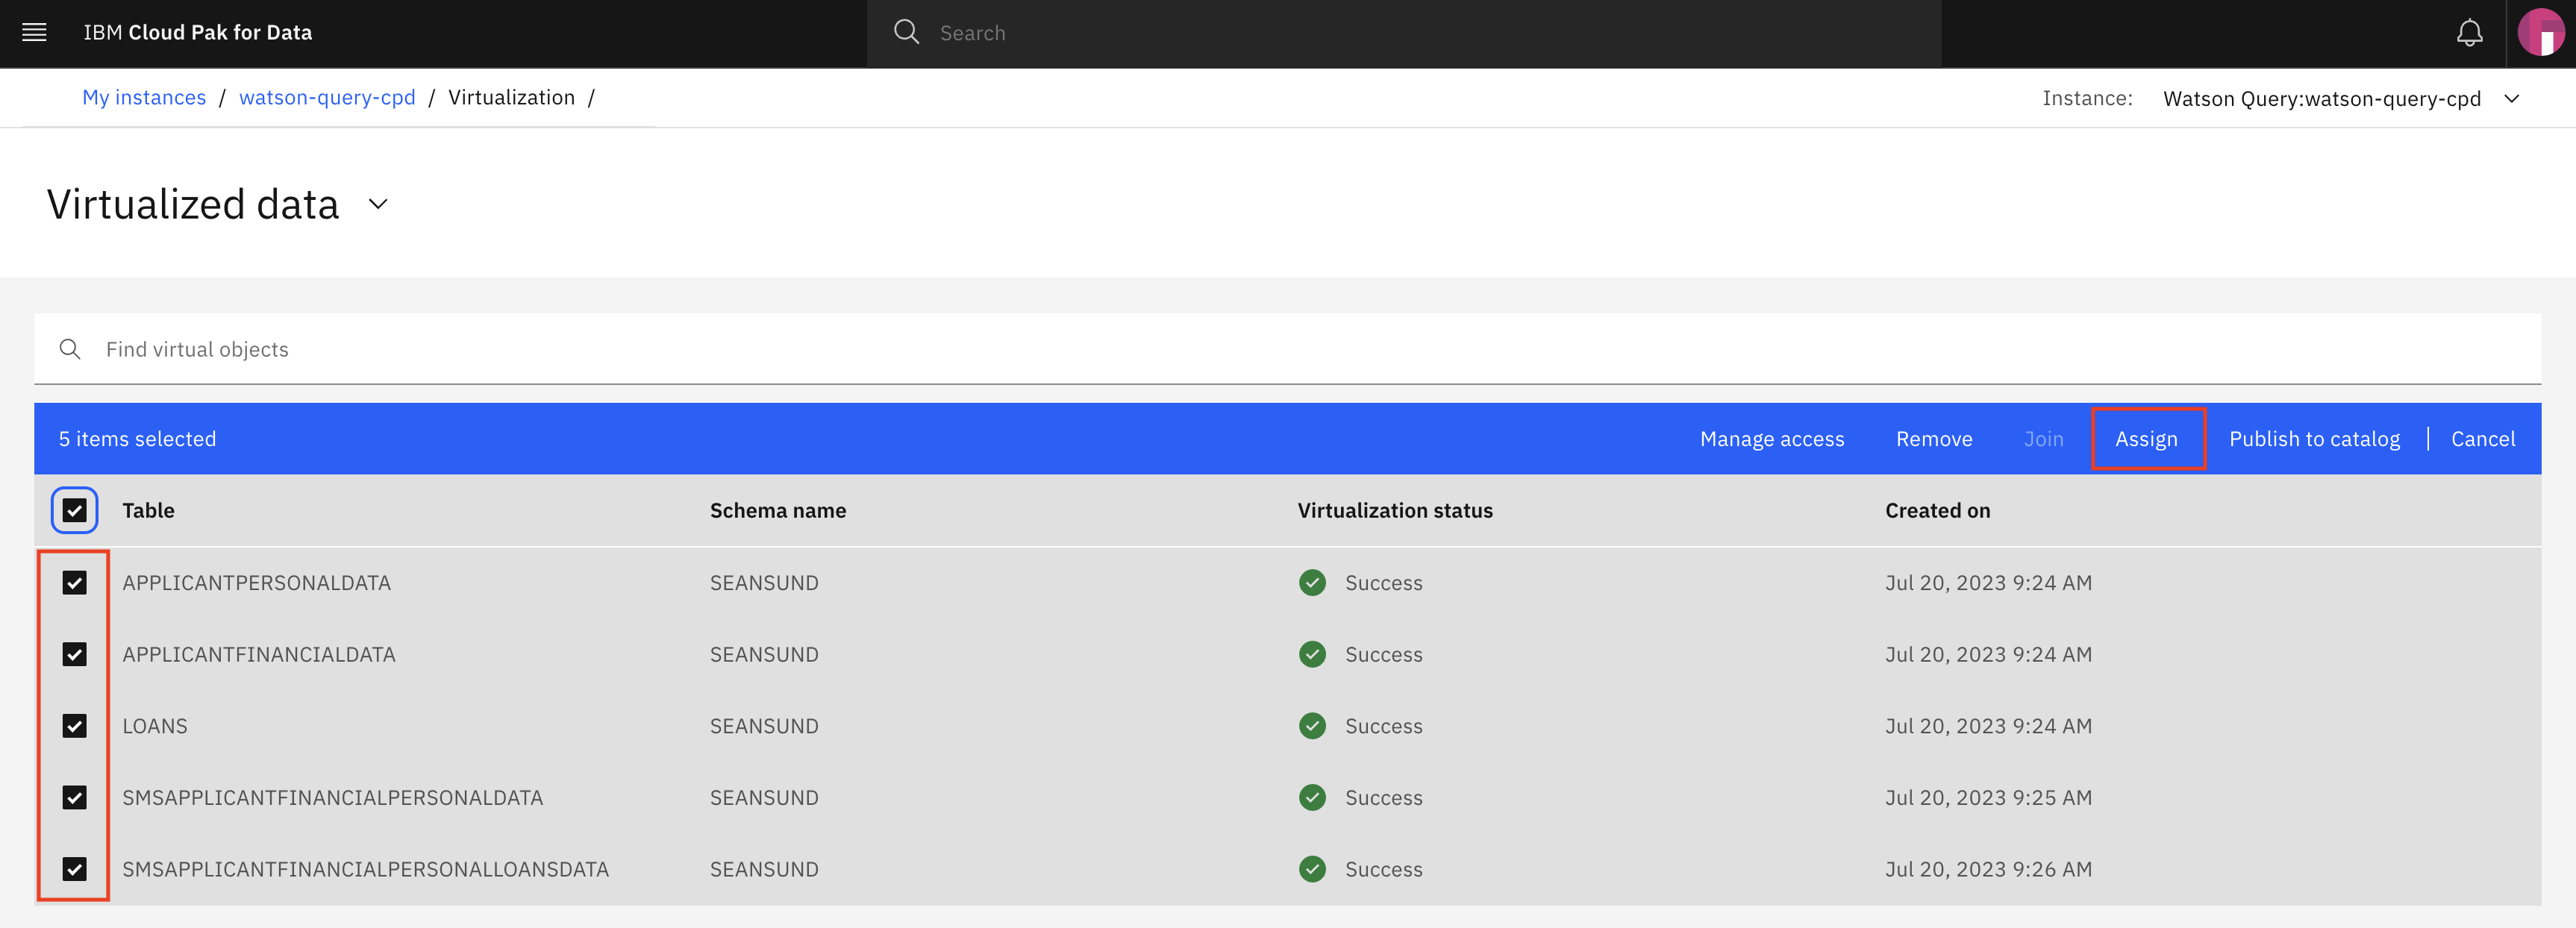 IBM Cloud Pak for Data
Search
My instances / watson-query-cpd / Virtualization /
Instance: Watson Query:watson-query-cpd
Virtualized data
Find virtual objects
5 items selected Manage access Remove Join Assign Publish to catalog | Cancel
Table Schema name Virtualization status Created on
APPLICANTPERSONALDATA SEANSUND Success Jul 20, 2023 9:24 AM
APPLICANTFINANCIALDATA SEANSUND Success Jul 20, 2023 9:24 AM
LOANS SEANSUND Success Jul 20, 2023 9:24 AM
SMSAPPLICANTFINANCIALPERSONALDATA SEANSUND Success Jul 20, 2023 9:25 AM
SMSAPPLICANTFINANCIALPERSONALLOANSDATA SEANSUND Success Jul 20, 2023 9:26 AM